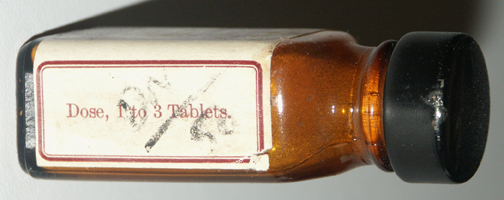 Dose, 1 to 3 Tablets.